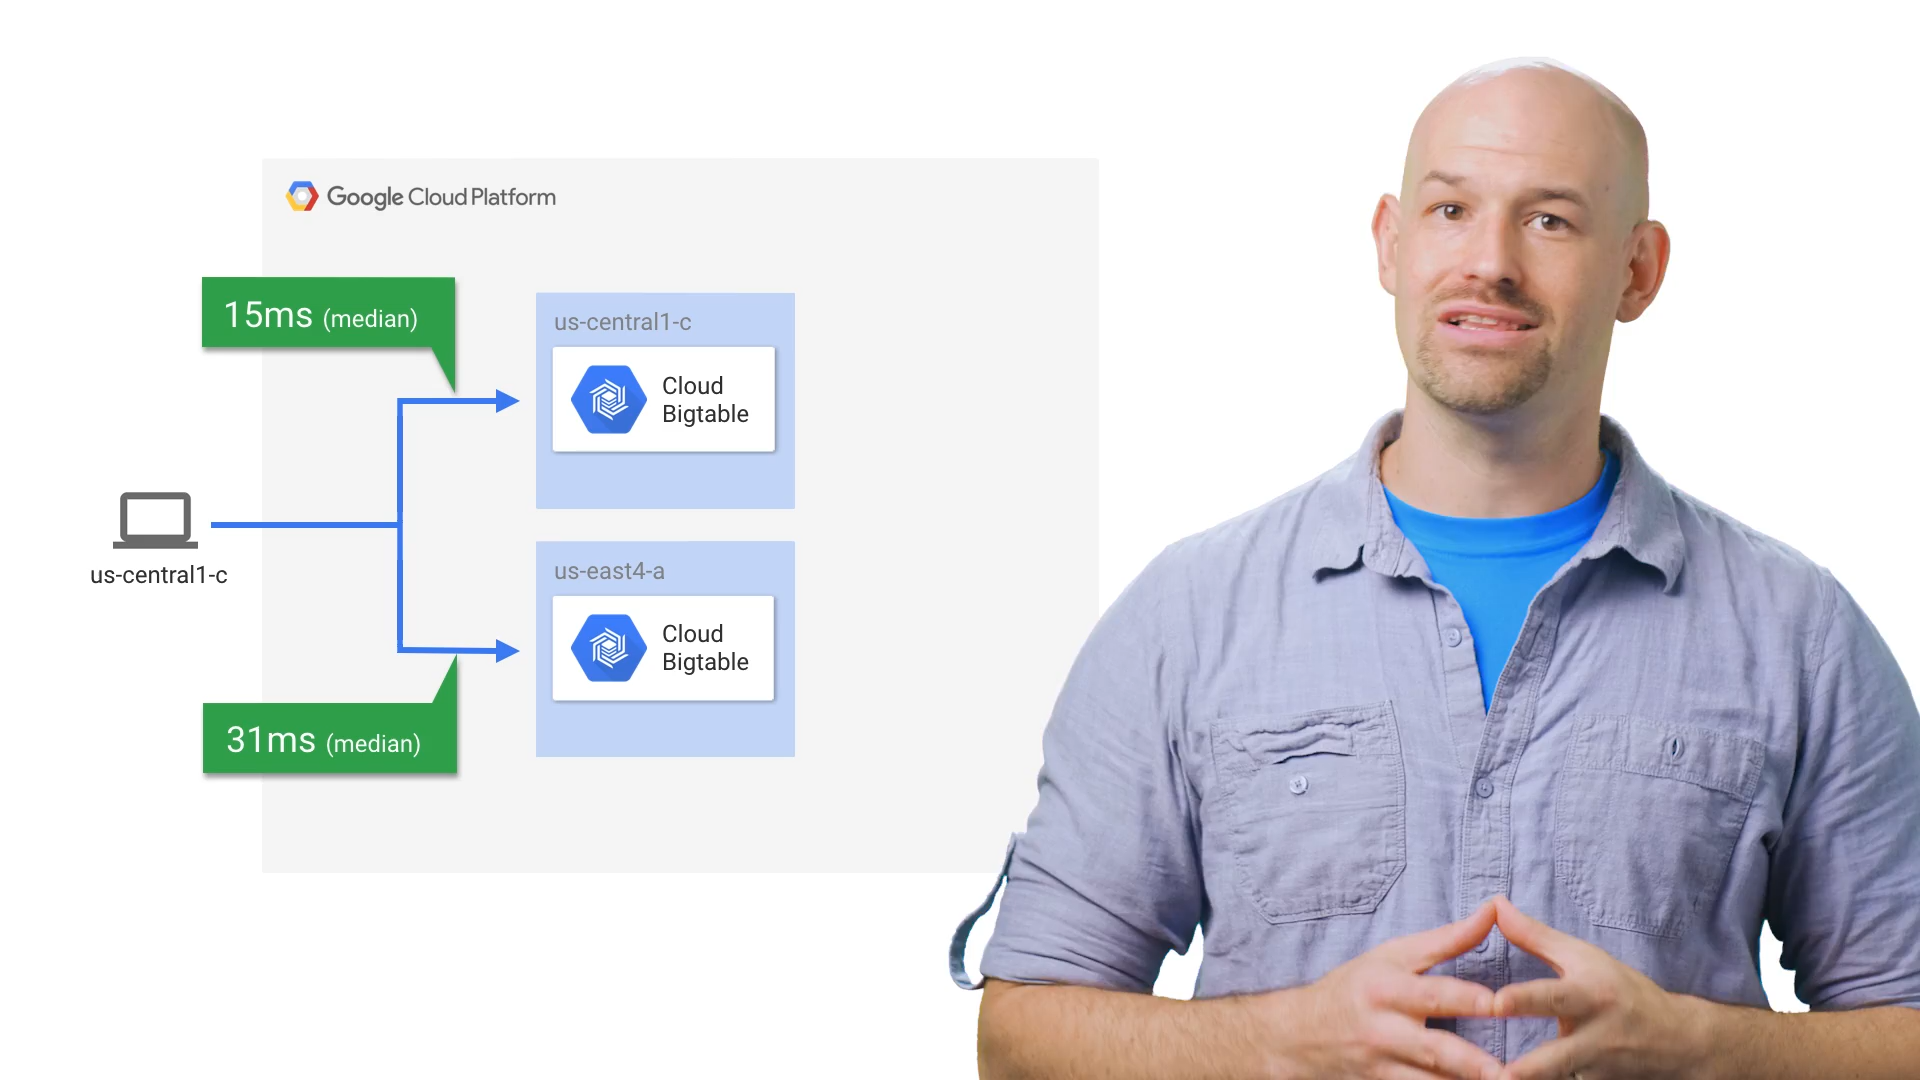 Google Cloud Platform
15ms (median)
us-central1-c
Cloud
Bigtable
us-central1-c
us-east4-a
Cloud
Bigtable
31ms (median)